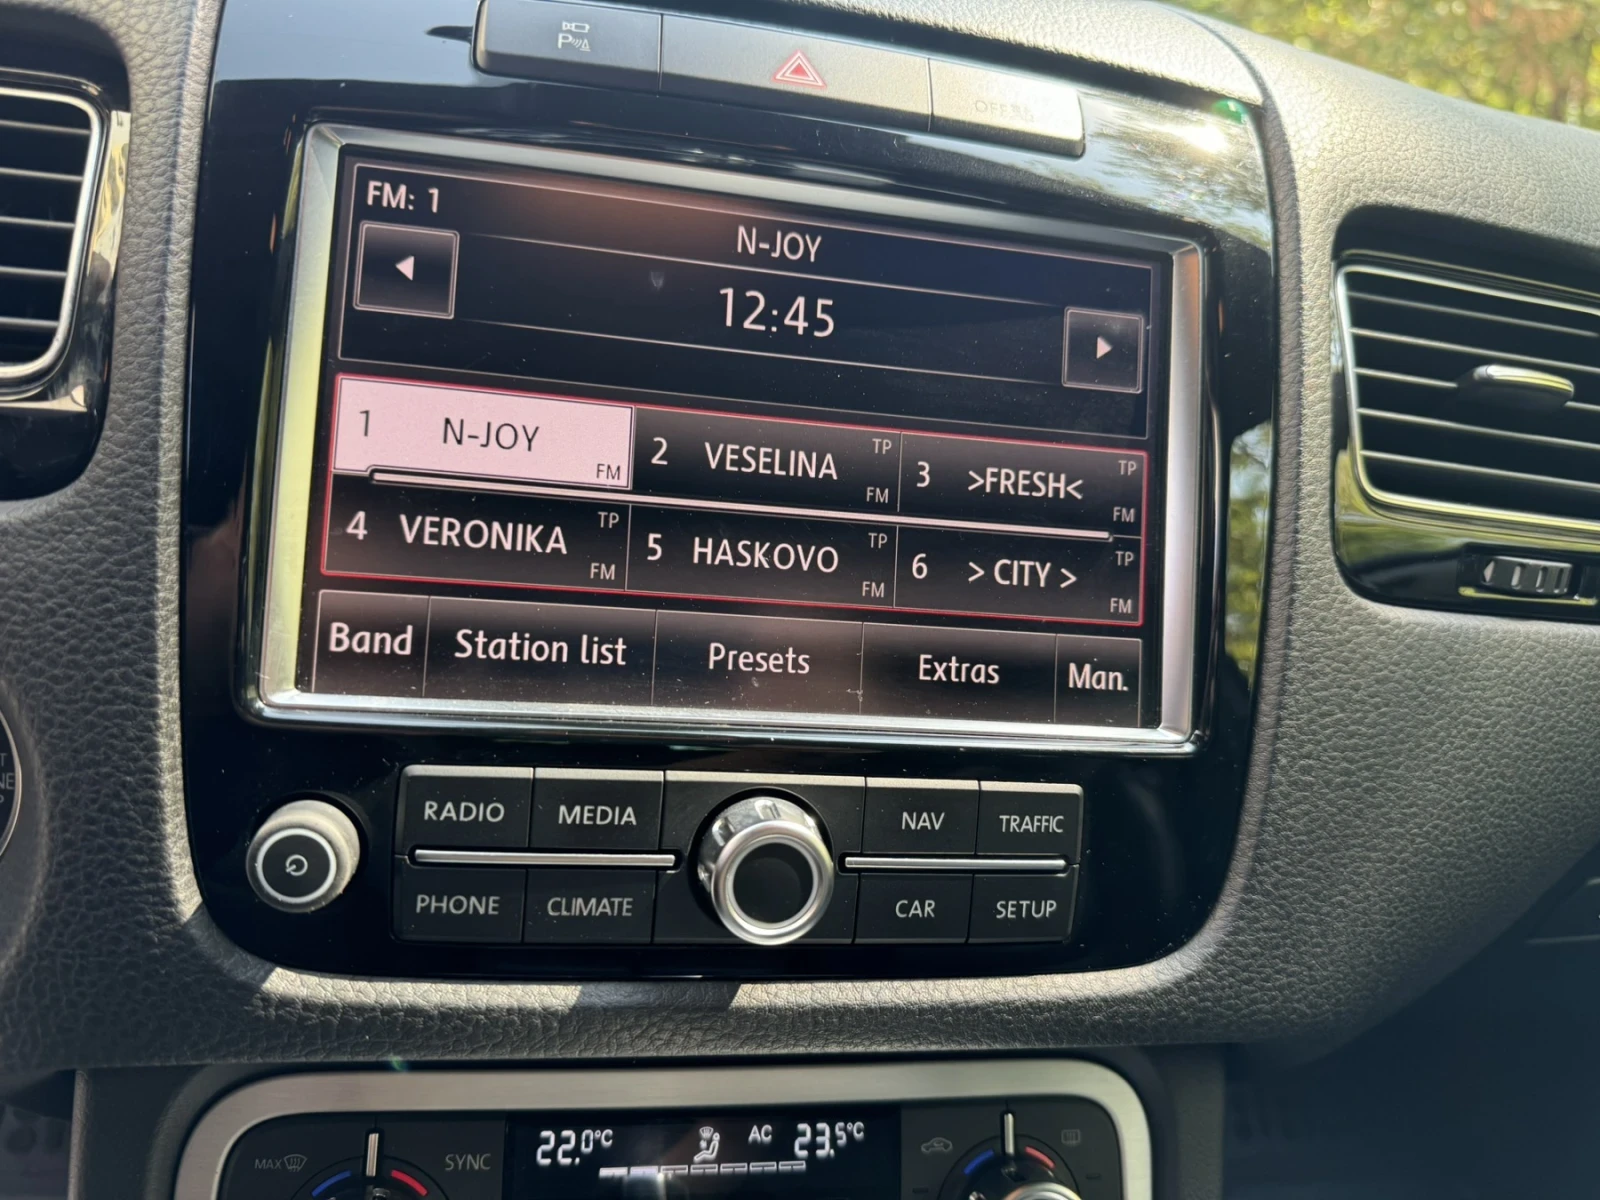 P
OFF
FM: 1
N-JOY
12:45
1 N-JOY FM
2 VESELINA TP FM
3 >FRESH< TP FM
4 VERONIKA TP FM
5 HASKOVO TP FM
6 > CITY > TP FM
Band Station list Presets Extras Man.
RADIO MEDIA NAV TRAFFIC
PHONE CLIMATE CAR SETUP
22.0°C AC 23.5°C
MAX SYNC